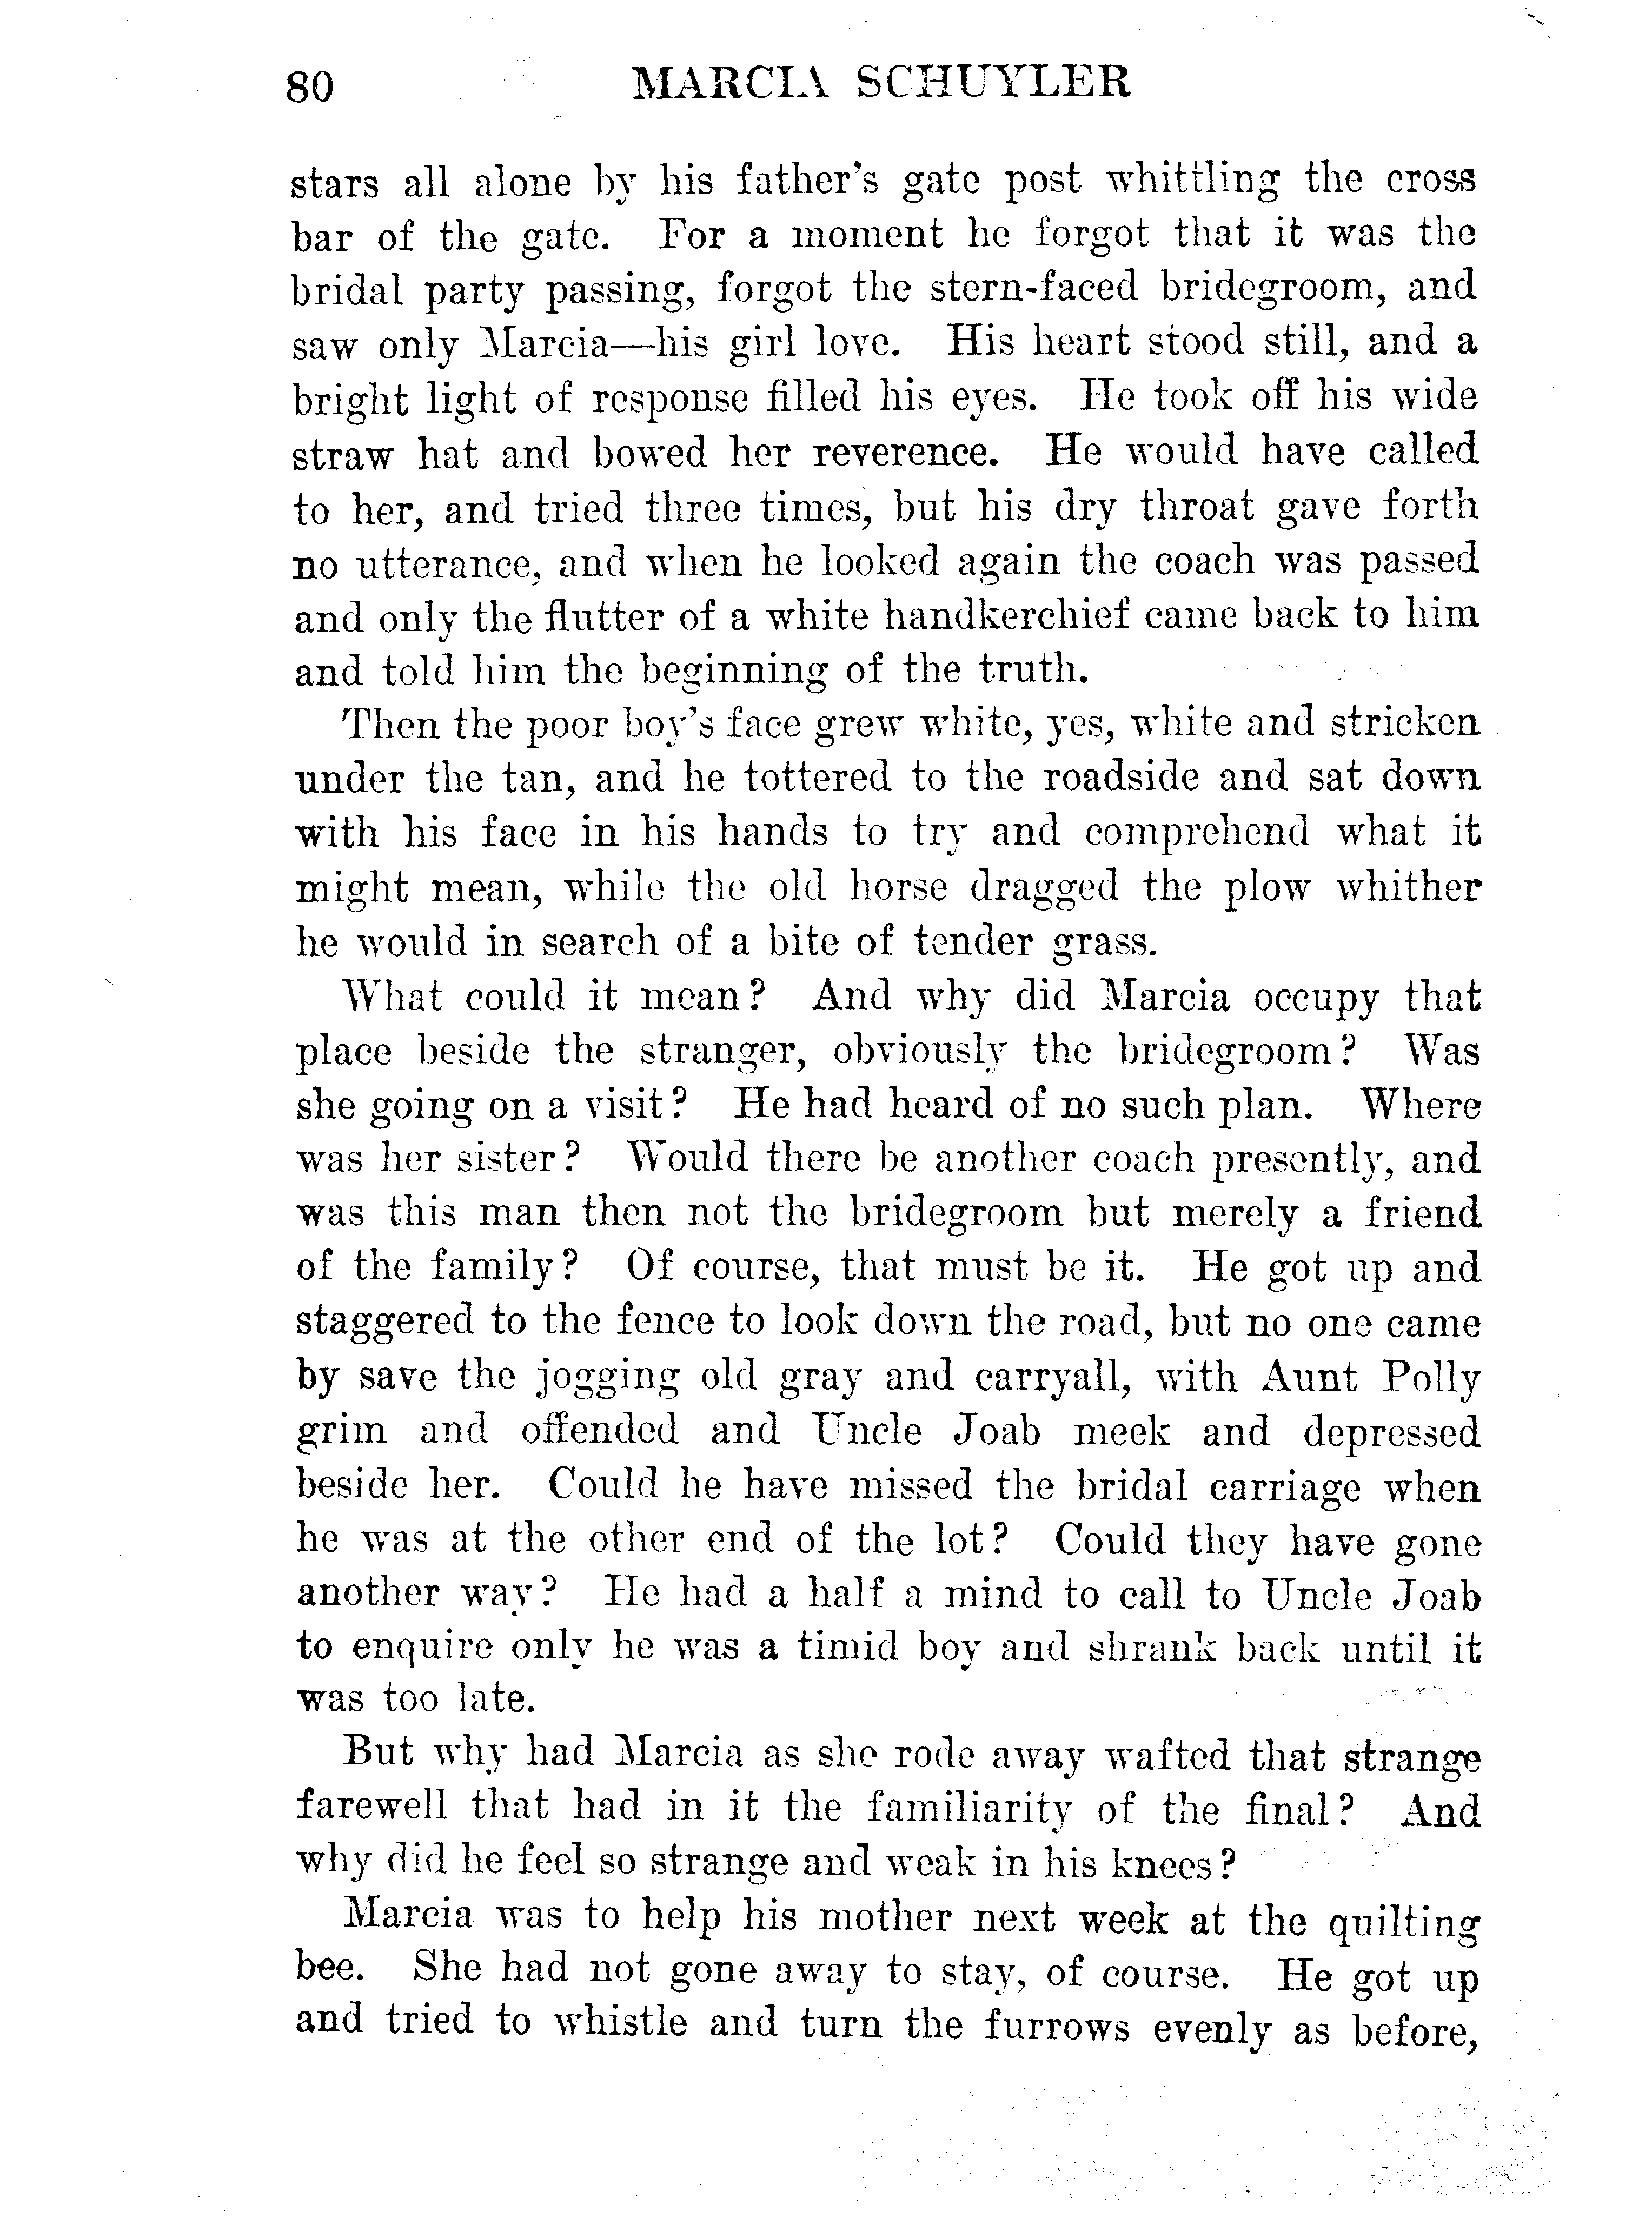 80 MARCIA SCHUYLER
stars all alone by his father's gate post whittling the cross
bar of the gate. For a moment he forgot that it was the
bridal party passing, forgot the stern-faced bridegroom, and
saw only Marcia—his girl love. His heart stood still, and a
bright light of response filled his eyes. He took off his wide
straw hat and bowed her reverence. He would have called
to her, and tried three times, but his dry throat gave forth
no utterance, and when he looked again the coach was passed
and only the flutter of a white handkerchief came back to him
and told him the beginning of the truth.
Then the poor boy's face grew white, yes, white and stricken
under the tan, and he tottered to the roadside and sat down
with his face in his hands to try and comprehend what it
might mean, while the old horse dragged the plow whither
he would in search of a bite of tender grass.
What could it mean? And why did Marcia occupy that
place beside the stranger, obviously the bridegroom? Was
she going on a visit? He had heard of no such plan. Where
was her sister? Would there be another coach presently, and
was this man then not the bridegroom but merely a friend
of the family? Of course, that must be it. He got up and
staggered to the fence to look down the road, but no one came
by save the jogging old gray and carryall, with Aunt Polly
grim and offended and Uncle Joab meek and depressed
beside her. Could he have missed the bridal carriage when
he was at the other end of the lot? Could they have gone
another way? He had a half a mind to call to Uncle Joab
to enquire only he was a timid boy and shrank back until it
was too late.
But why had Marcia as she rode away wafted that strange
farewell that had in it the familiarity of the final? And
why did he feel so strange and weak in his knees?
Marcia was to help his mother next week at the quilting
bee. She had not gone away to stay, of course. He got up
and tried to whistle and turn the furrows evenly as before,